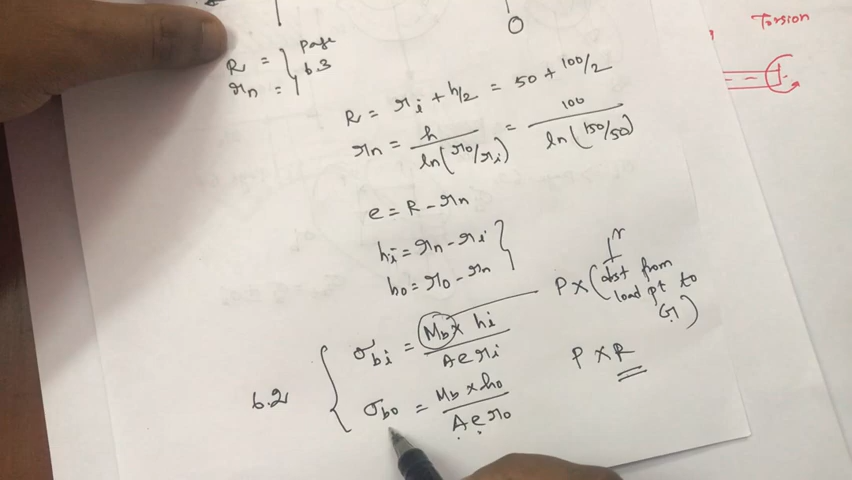 O
Torsion
R = } Page
rn = } 6.3
R = ri + h/2 = 50 + 100/2
rn = h / ln(ro/ri) = 100 / ln(150/50)
e = R - rn
hi = rn - ri }
ho = ro - rn }
P × (dist from load pt to G)
r
6.2 {
σbi = Mb × hi / A e ri
P × R
σbo = Mb × ho / A e ro